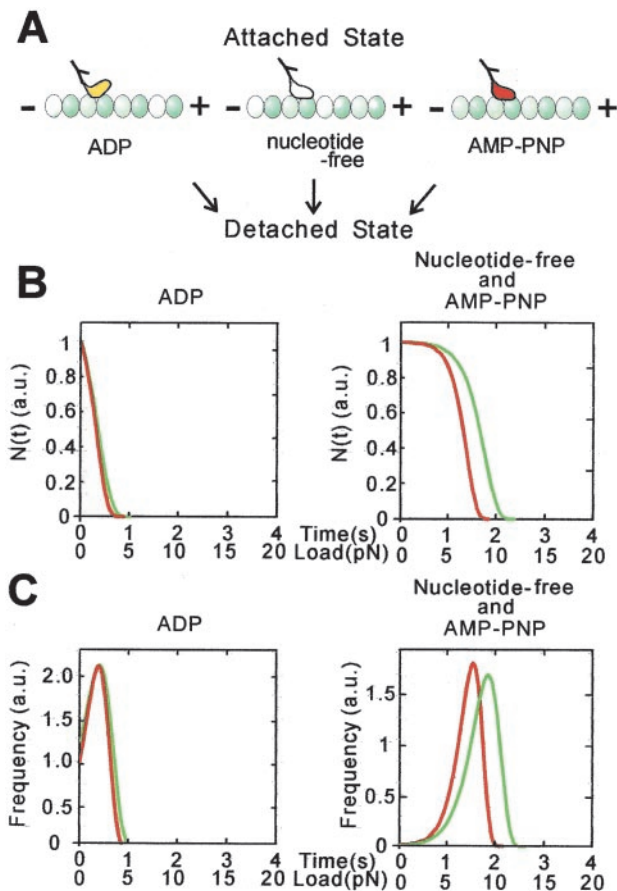 A
Attached State
- + - + - +
ADP
nucleotide
-free
AMP-PNP
Detached State
B
ADP
Nucleotide-free
and
AMP-PNP
N(t) (a.u.)
1
0.8
0.6
0.4
0.2
0
N(t) (a.u.)
1
0.8
0.6
0.4
0.2
0
0 1 2 3 4 Time(s) 0 1 2 3 4
0 5 10 15 20 Load(pN) 0 5 10 15 20
C
ADP
Nucleotide-free
and
AMP-PNP
Frequency (a.u.)
2.0
1.5
1.0
0.5
0
Frequency (a.u.)
1.5
1
0.5
0
0 1 2 3 4 Time(s) 0 1 2 3 4
0 5 10 15 20 Load(pN) 0 5 10 15 20